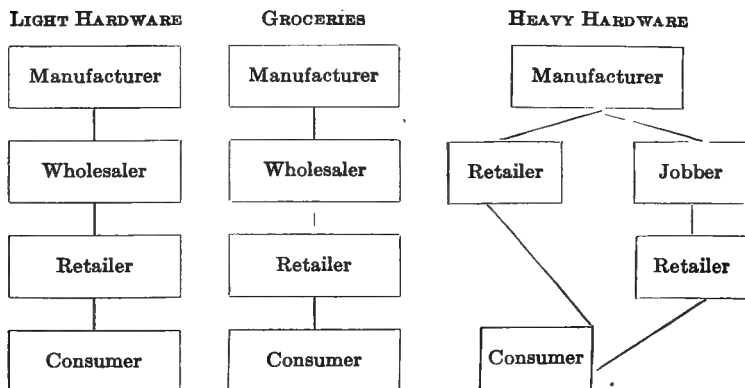 LIGHT HARDWARE
Manufacturer
Wholesaler
Retailer
Consumer
GROCERIES
Manufacturer
Wholesaler
Retailer
Consumer
HEAVY HARDWARE
Manufacturer
Retailer
Jobber
Retailer
Consumer